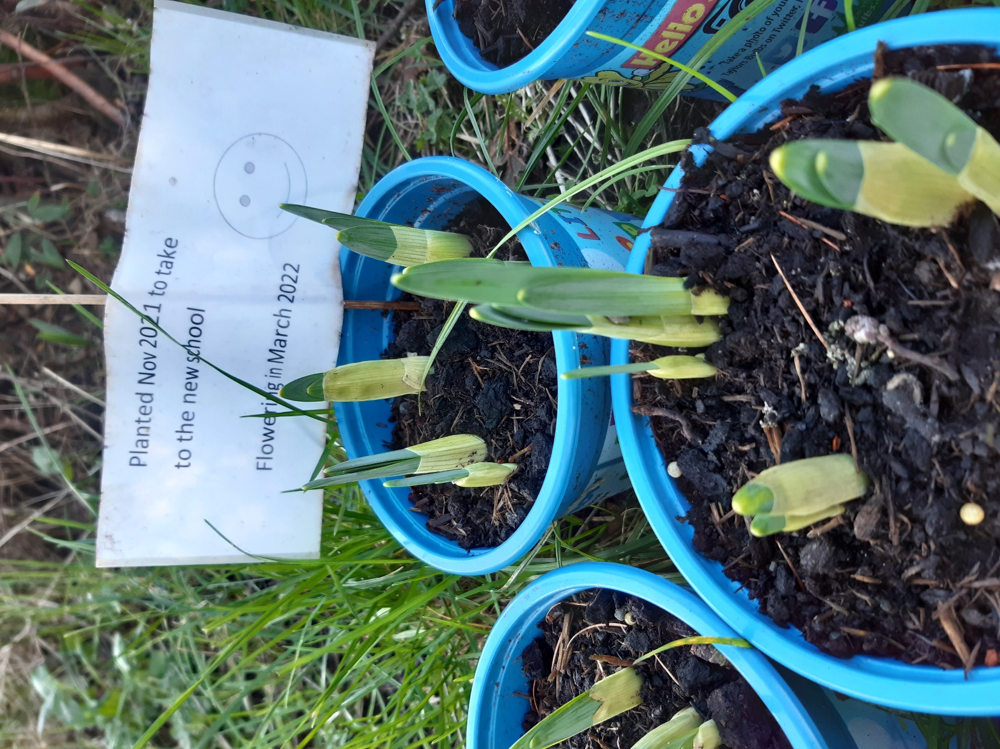 Planted Nov 2021 to take
to the new school
Flowering in March 2022
Hello
Take a photo of your
Taylors Bulbs on Twitter,